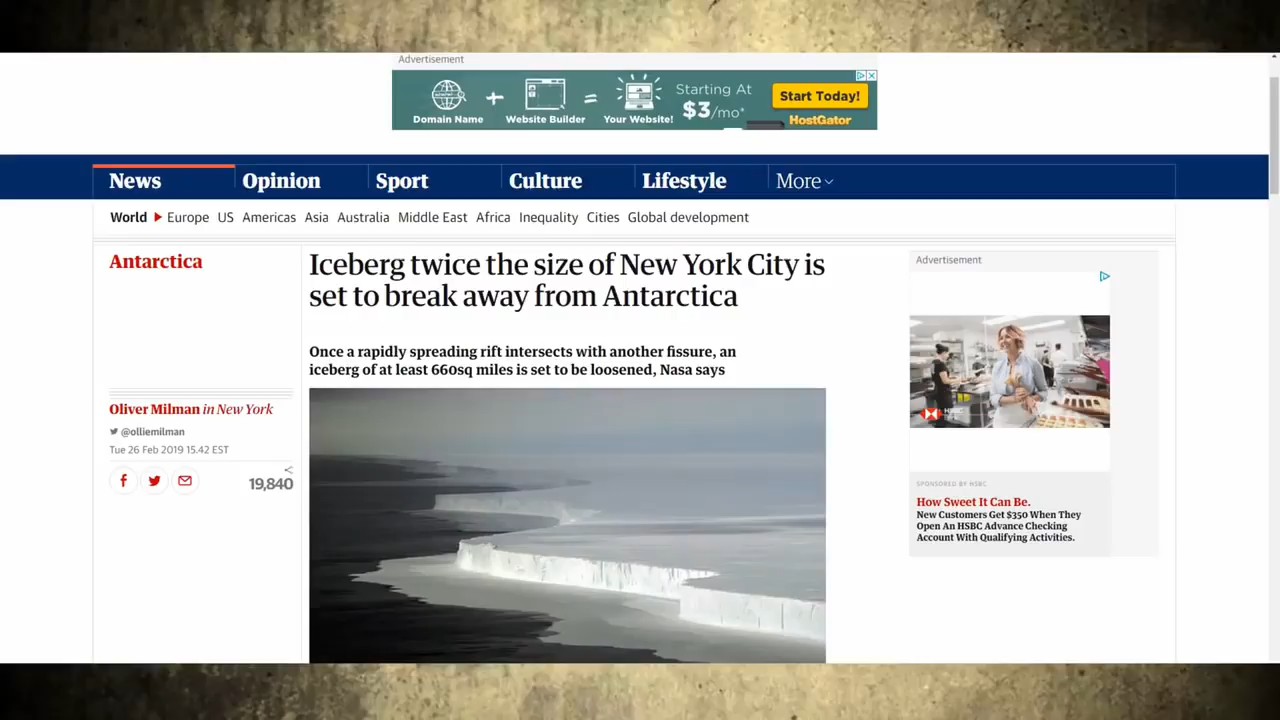 Advertisement
Domain Name + Website Builder = Your Website!
Starting At
$3/mo*
Start Today!
HostGator
News Opinion Sport Culture Lifestyle More
World Europe US Americas Asia Australia Middle East Africa Inequality Cities Global development
Antarctica
Iceberg twice the size of New York City is
set to break away from Antarctica
Once a rapidly spreading rift intersects with another fissure, an
iceberg of at least 660sq miles is set to be loosened, Nasa says
Oliver Milman in New York
@olliemilman
Tue 26 Feb 2019 15.42 EST
19,840
Advertisement
HSBC
SPONSORED BY HSBC
How Sweet It Can Be.
New Customers Get $350 When They
Open An HSBC Advance Checking
Account With Qualifying Activities.